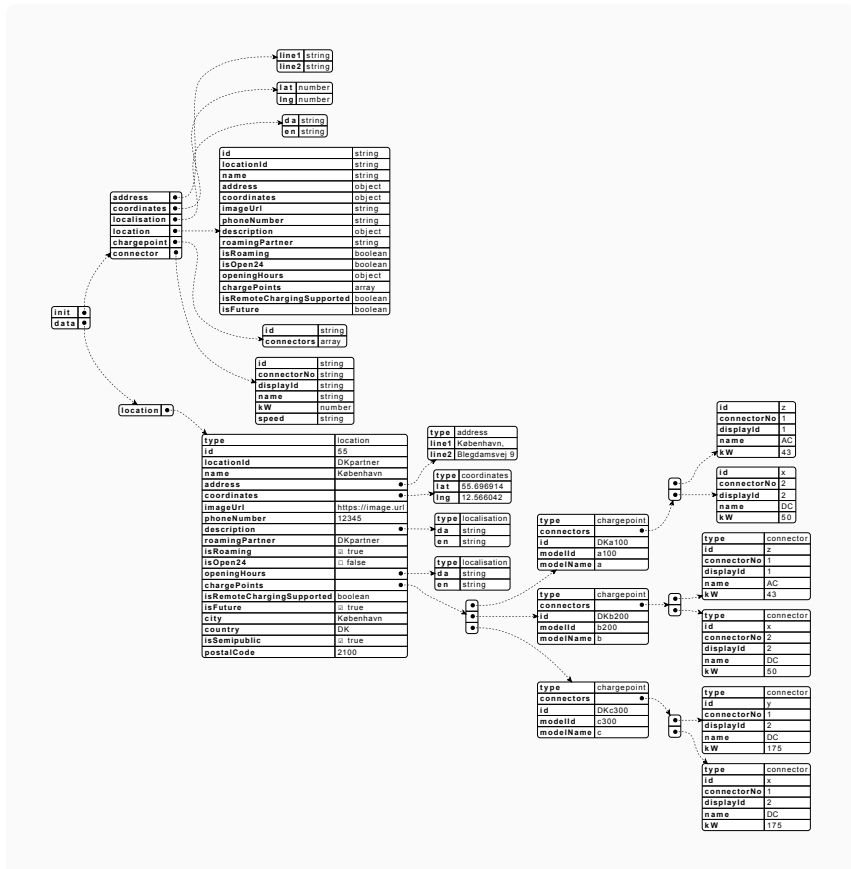 line1 string
line2 string
lat number
lng number
da string
en string
id string
locationId string
name string
address object
coordinates object
imageUrl string
phoneNumber string
description object
roamingPartner string
isRoaming boolean
isOpen24 boolean
openingHours object
chargePoints array
isRemoteChargingSupported boolean
isFuture boolean
address
coordinates
localisation
location
chargepoint
connector
init
data
id string
connectors array
id string
connectorNo string
displayId string
name string
kW number
speed string
location
type location
id 55
locationId DKpartner
name København
address
coordinates
imageUrl https://image.url
phoneNumber 12345
description
roamingPartner DKpartner
isRoaming ☑ true
isOpen24 ☐ false
openingHours
chargePoints
isRemoteChargingSupported boolean
isFuture ☑ true
city København
country DK
isSemipublic ☑ true
postalCode 2100
type address
line1 København,
line2 Blegdamsvej 9
type coordinates
lat 55.696914
lng 12.566042
type localisation
da string
en string
type localisation
da string
en string
type chargepoint
connectors
id DKa100
modelId a100
modelName a
type chargepoint
connectors
id DKb200
modelId b200
modelName b
type chargepoint
connectors
id DKc300
modelId c300
modelName c
id z
connectorNo 1
displayId 1
name AC
kW 43
id x
connectorNo 2
displayId 2
name DC
kW 50
type connector
id z
connectorNo 1
displayId 1
name AC
kW 43
type connector
id x
connectorNo 2
displayId 2
name DC
kW 50
type connector
id y
connectorNo 1
displayId 2
name DC
kW 175
type connector
id x
connectorNo 1
displayId 2
name DC
kW 175